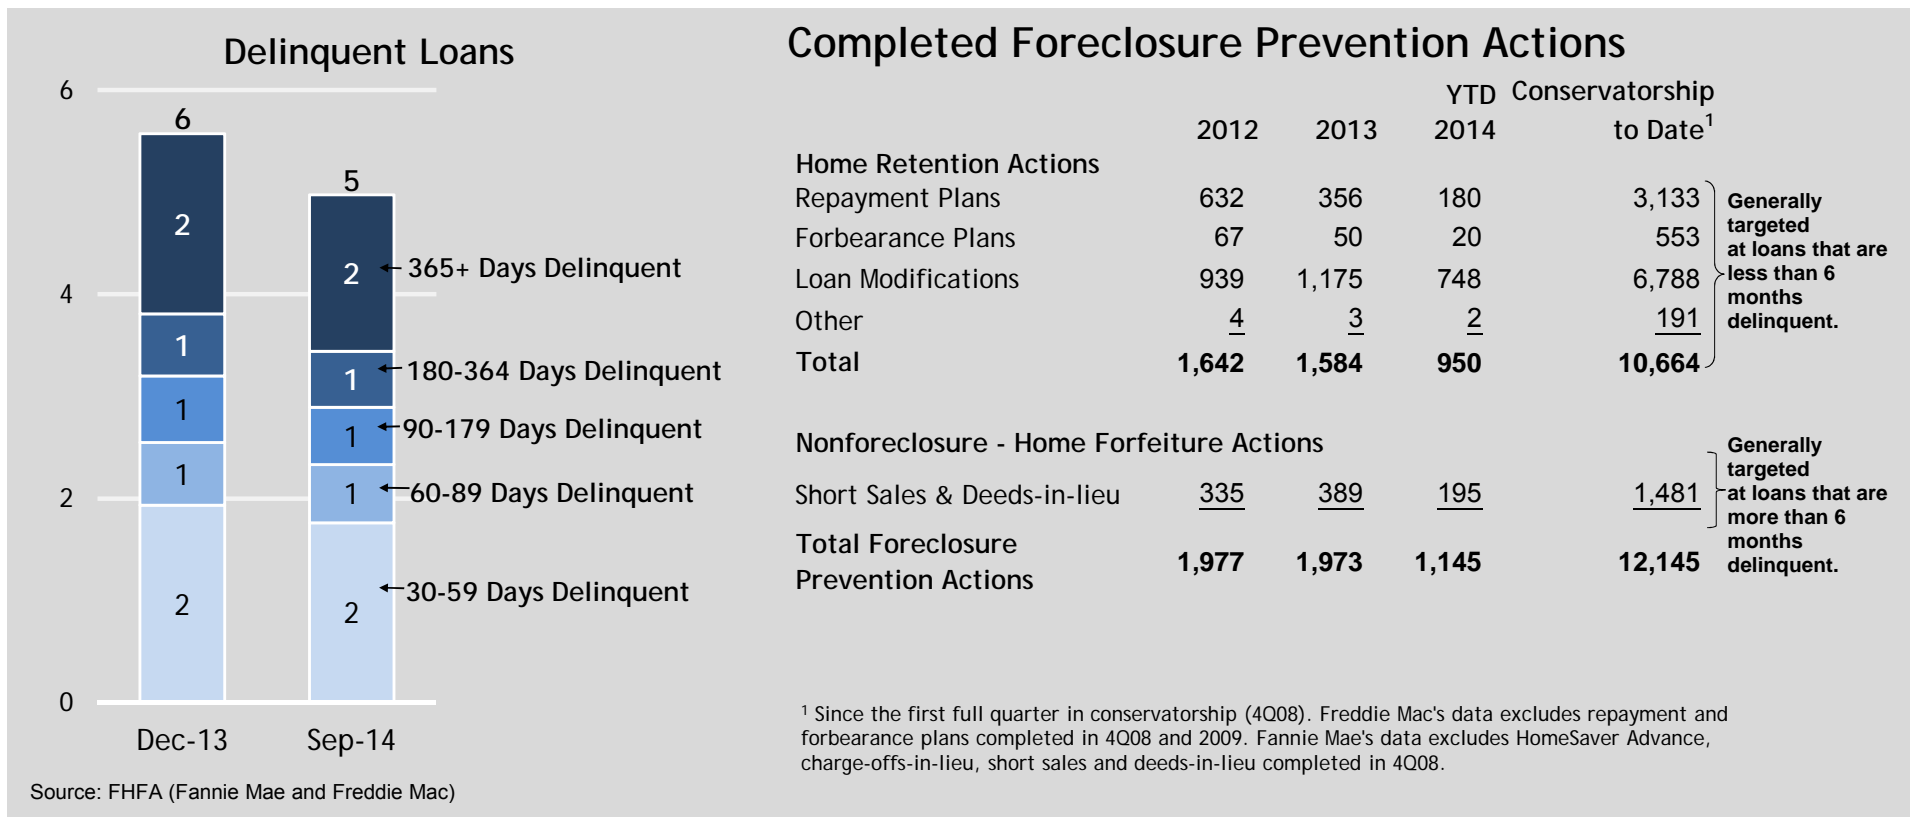 Delinquent Loans
6
4
2
0
6
2
1
1
1
2
5
2
1
1
1
2
365+ Days Delinquent
180-364 Days Delinquent
90-179 Days Delinquent
60-89 Days Delinquent
30-59 Days Delinquent
Dec-13 Sep-14
Source: FHFA (Fannie Mae and Freddie Mac)
Completed Foreclosure Prevention Actions
YTD Conservatorship
2012 2013 2014 to Date¹
Home Retention Actions
Repayment Plans 632 356 180 3,133
Forbearance Plans 67 50 20 553
Loan Modifications 939 1,175 748 6,788
Other 4 3 2 191
Total 1,642 1,584 950 10,664
Generally
targeted
at loans that are
less than 6
months
delinquent.
Nonforeclosure - Home Forfeiture Actions
Short Sales & Deeds-in-lieu 335 389 195 1,481
Total Foreclosure
Prevention Actions 1,977 1,973 1,145 12,145
Generally
targeted
at loans that are
more than 6
months
delinquent.
¹ Since the first full quarter in conservatorship (4Q08). Freddie Mac's data excludes repayment and
forbearance plans completed in 4Q08 and 2009. Fannie Mae's data excludes HomeSaver Advance,
charge-offs-in-lieu, short sales and deeds-in-lieu completed in 4Q08.